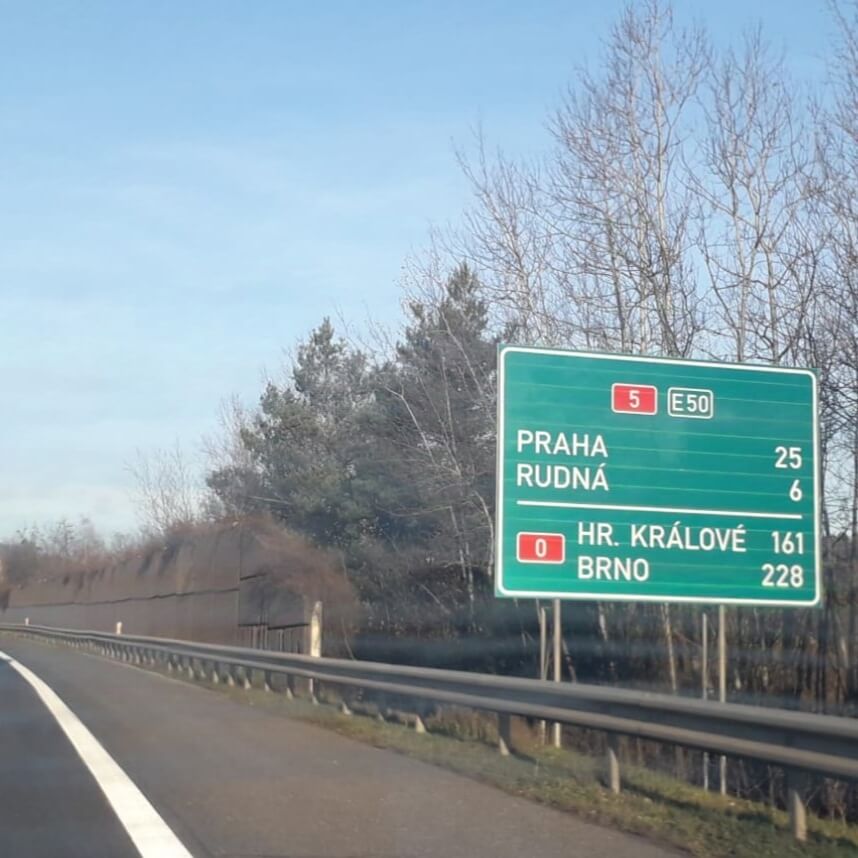 5 E50
PRAHA 25
RUDNÁ 6
0 HR. KRÁLOVÉ 161
BRNO 228